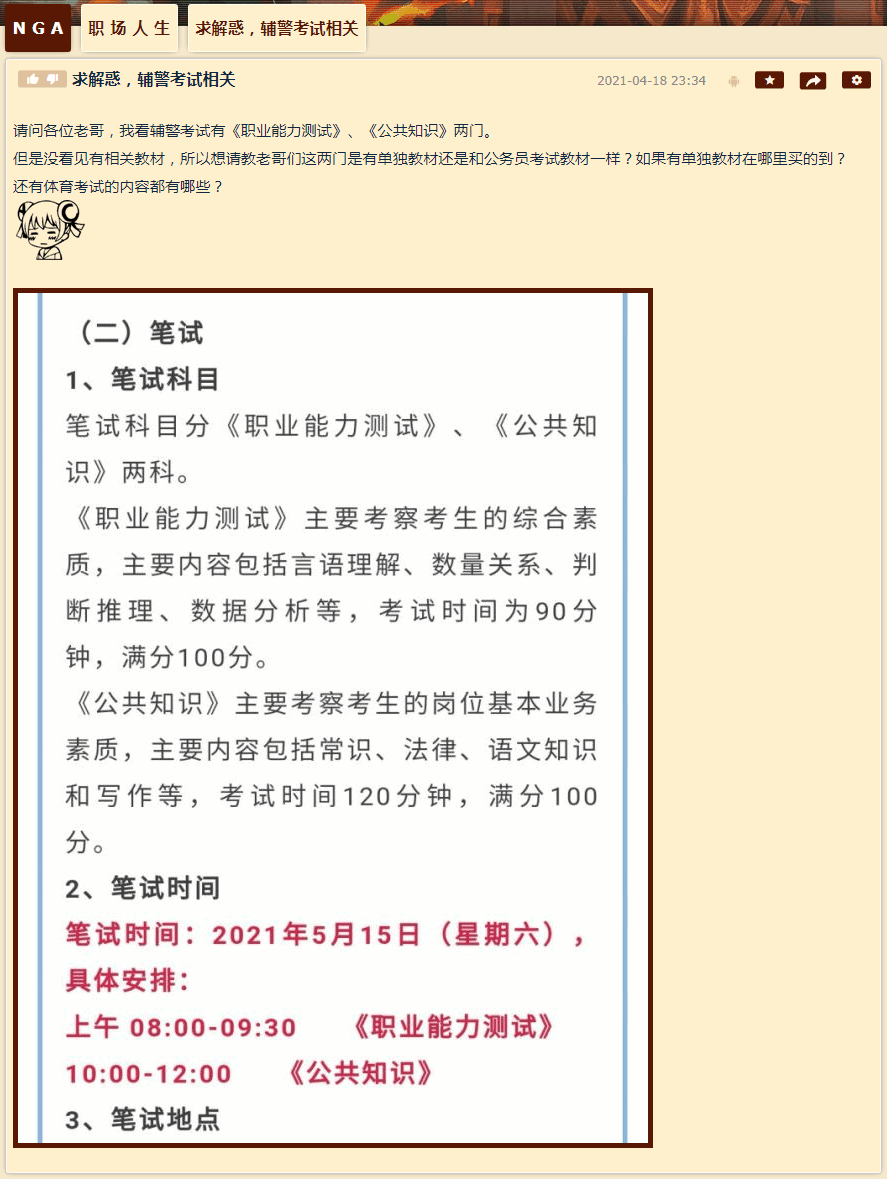 NGA 职场人生 求解惑，辅警考试相关
求解惑，辅警考试相关 2021-04-18 23:34
请问各位老哥，我看辅警考试有《职业能力测试》、《公共知识》两门。
但是没看见有相关教材，所以想请教老哥们这两门是有单独教材还是和公务员考试教材一样？如果有单独教材在哪里买的到？
还有体育考试的内容都有哪些？
（二）笔试
1、笔试科目
笔试科目分《职业能力测试》、《公共知
识》两科。
《职业能力测试》主要考察考生的综合素
质，主要内容包括言语理解、数量关系、判
断推理、数据分析等，考试时间为90分
钟，满分100分。
《公共知识》主要考察考生的岗位基本业务
素质，主要内容包括常识、法律、语文知识
和写作等，考试时间120分钟，满分100
分。
2、笔试时间
笔试时间：2021年5月15日（星期六），
具体安排：
上午 08:00-09:30 《职业能力测试》
10:00-12:00 《公共知识》
3、笔试地点